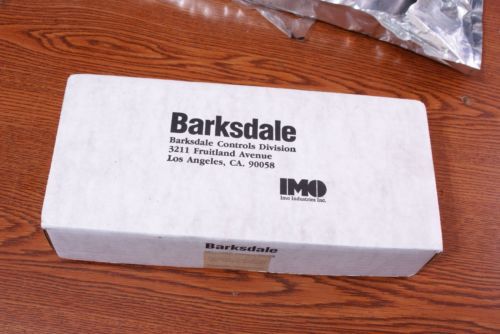 Barksdale
Barksdale Controls Division
3211 Fruitland Avenue
Los Angeles, CA. 90058
IMO
Imo Industries Inc.
Barksdale